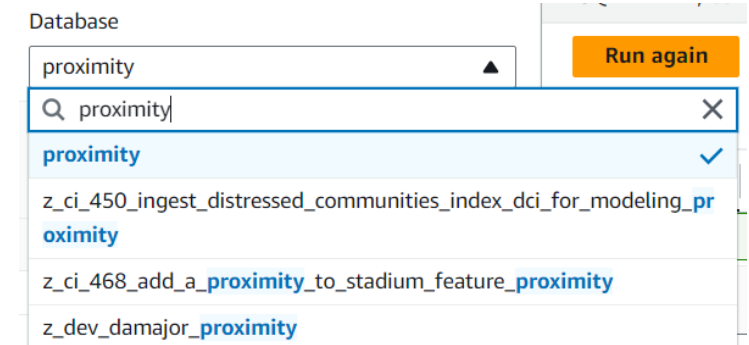 Database
proximity
Run again
proximity
proximity
z_ci_450_ingest_distressed_communities_index_dci_for_modeling_pr
oximity
z_ci_468_add_a_proximity_to_stadium_feature_proximity
z_dev_damajor_proximity